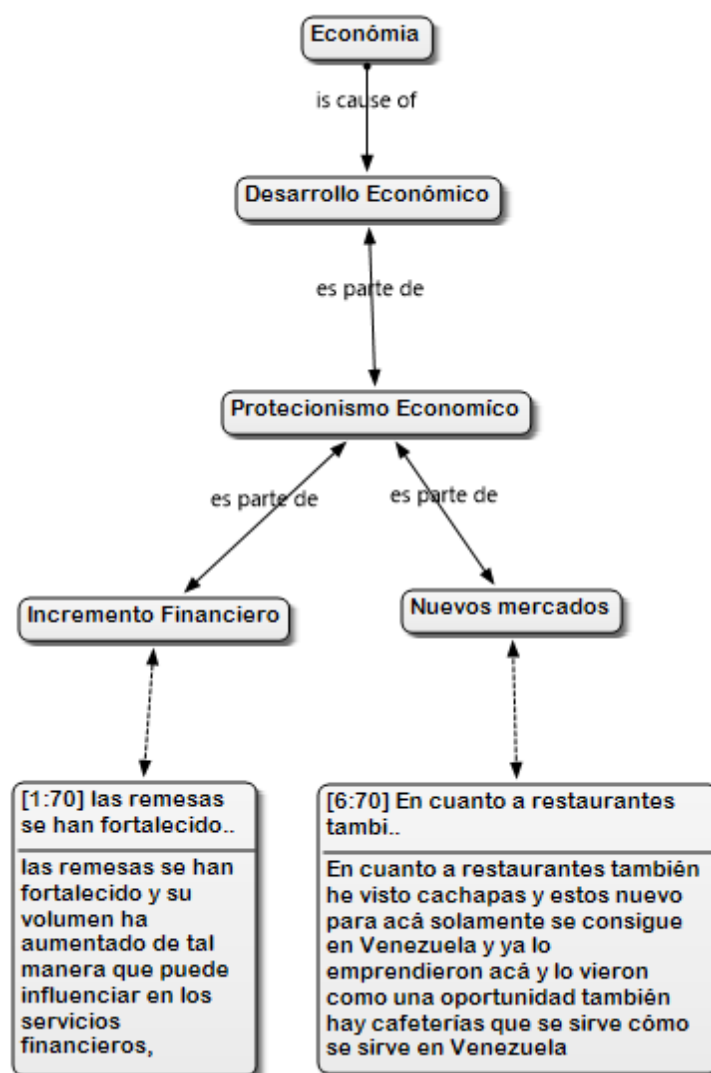 Económia
is cause of
Desarrollo Económico
es parte de
Protecionismo Economíco
es parte de
es parte de
Incremento Financiero
Nuevos mercados
[1:70] las remesas
se han fortalecido..
las remesas se han
fortalecido y su
volumen ha
aumentado de tal
manera que puede
influenciar en los
servicios
financieros,
[6:70] En cuanto a restaurantes
tambi..
En cuanto a restaurantes también
he visto cachapas y estos nuevo
para acá solamente se consigue
en Venezuela y ya lo
emprendieron acá y lo vieron
como una oportunidad también
hay cafeterías que se sirve cómo
se sirve en Venezuela